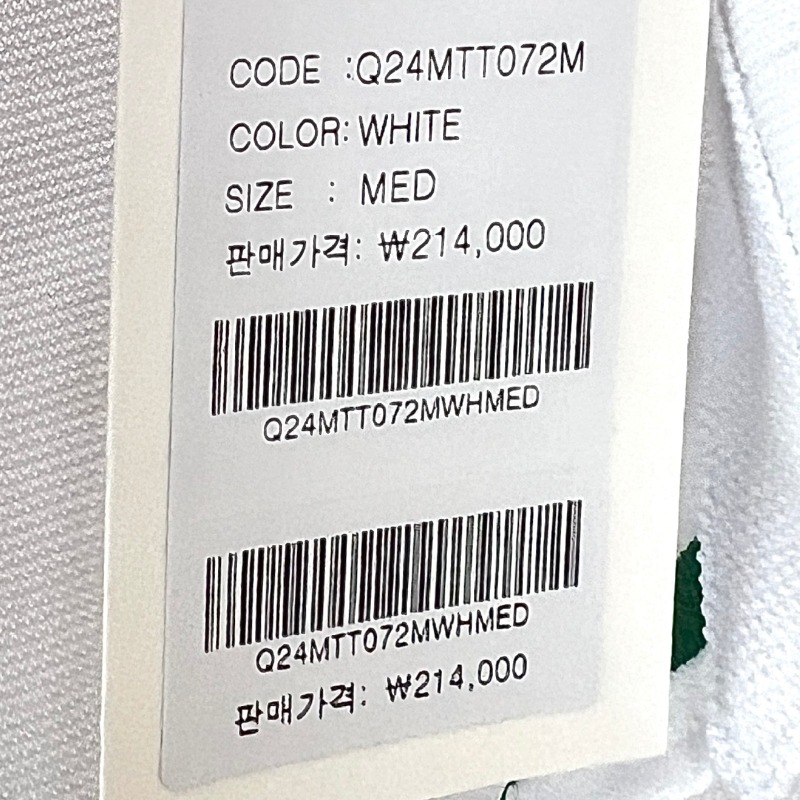 CODE :Q24MTT072M
COLOR: WHITE
SIZE : MED
판매가격: ₩214,000
Q24MTT072MWHMED
Q24MTT072MWHMED
판매가격: ₩214,000